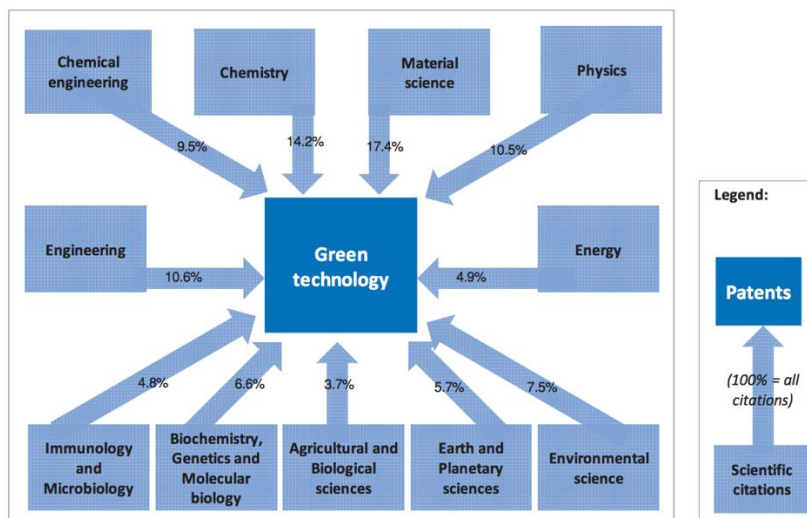 Chemical
engineering
Chemistry
Material
science
Physics
9.5%
14.2%
17.4%
10.5%
Engineering
10.6%
Green
technology
4.9%
Energy
4.8%
6.6%
3.7%
5.7%
7.5%
Immunology
and
Microbiology
Biochemistry,
Genetics and
Molecular
biology
Agricultural and
Biological
sciences
Earth and
Planetary
sciences
Environmental
science
Legend:
Patents
(100% = all
citations)
Scientific
citations